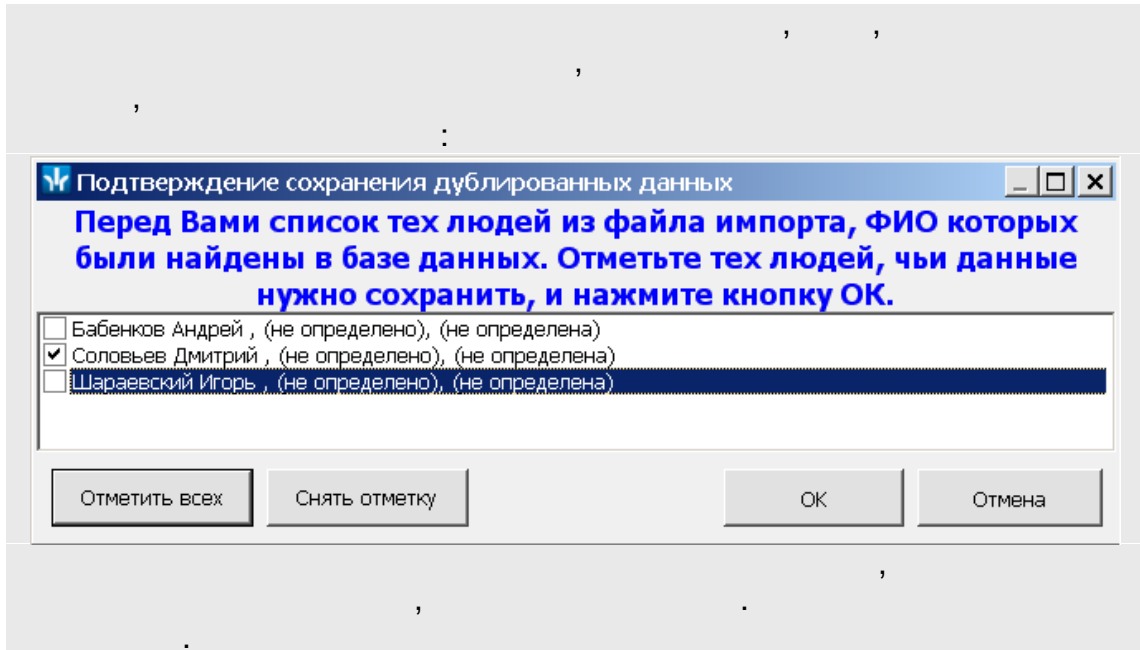 Подтверждение сохранения дублированных данных
Перед Вами список тех людей из файла импорта, ФИО которых
были найдены в базе данных. Отметьте тех людей, чьи данные
нужно сохранить, и нажмите кнопку ОК.
Бабенков Андрей , (не определено), (не определена)
Соловьев Дмитрий , (не определено), (не определена)
Шараевский Игорь , (не определено), (не определена)
Отметить всех Снять отметку ОК Отмена